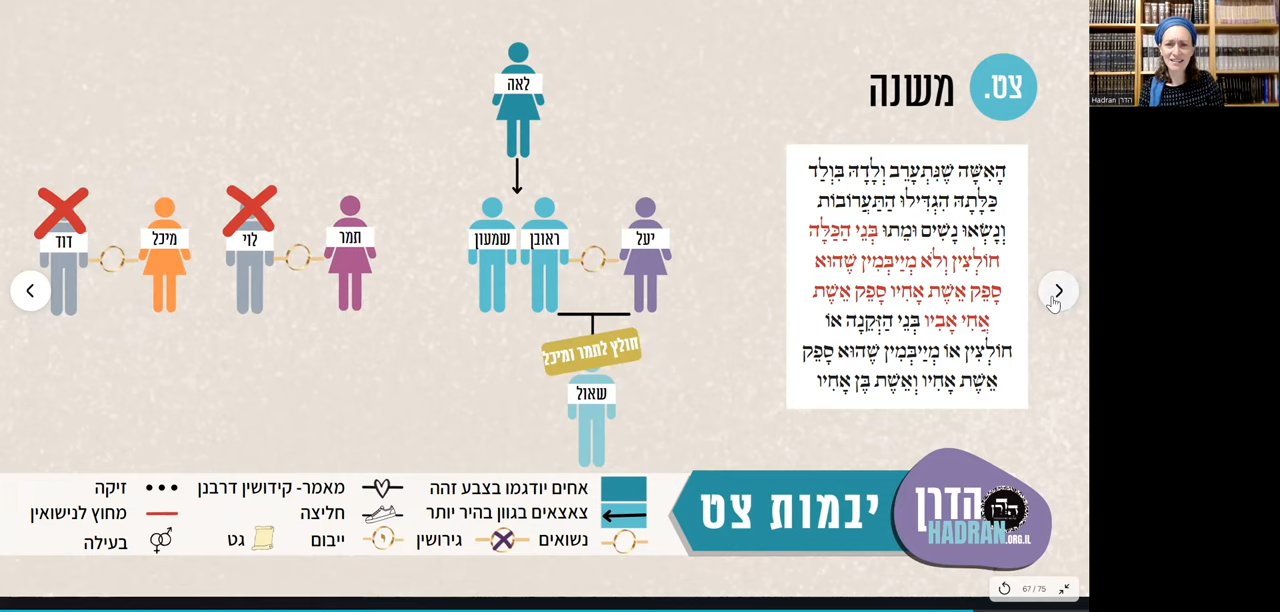 צט.
משנה
האִשָּׁה שֶׁנִּתְעָרֵב וְלָדָהּ בִּוְלַד
כַּלָּתָהּ הִגְדִּילוּ הַתַּעֲרוֹבוֹת
וְנָשְׂאוּ נָשִׁים וּמֵתוּ בְּנֵי הַכַּלָּה
חוֹלְצִין וְלֹא מְיַיבְּמִין שֶׁהוּא
סָפֵק אֵשֶׁת אָחִיו סָפֵק אֵשֶׁת
אֲחִי אָבִיו בְּנֵי הַזְּקֵנָה אוֹ
חוֹלְצִין אוֹ מְיַיבְּמִין שֶׁהוּא סָפֵק
אֵשֶׁת אָחִיו וְאֵשֶׁת בֶּן אָחִיו
לאה
יעל
ראובן
שמעון
תמר
לוי
מיכל
דוד
חולץ לתמר ומיכל
שאול
יבמות צט
הדרן
HADRAN.ORG.IL
אחים יודגמו בצבע זהה
צאצאים בגוון בהיר יותר
נשואים
גירושין
מאמר- קידושין דרבנן
חליצה
ייבום
גט
זיקה
מחוץ לנישואין
בעילה
67 / 75
Hadran הדרן